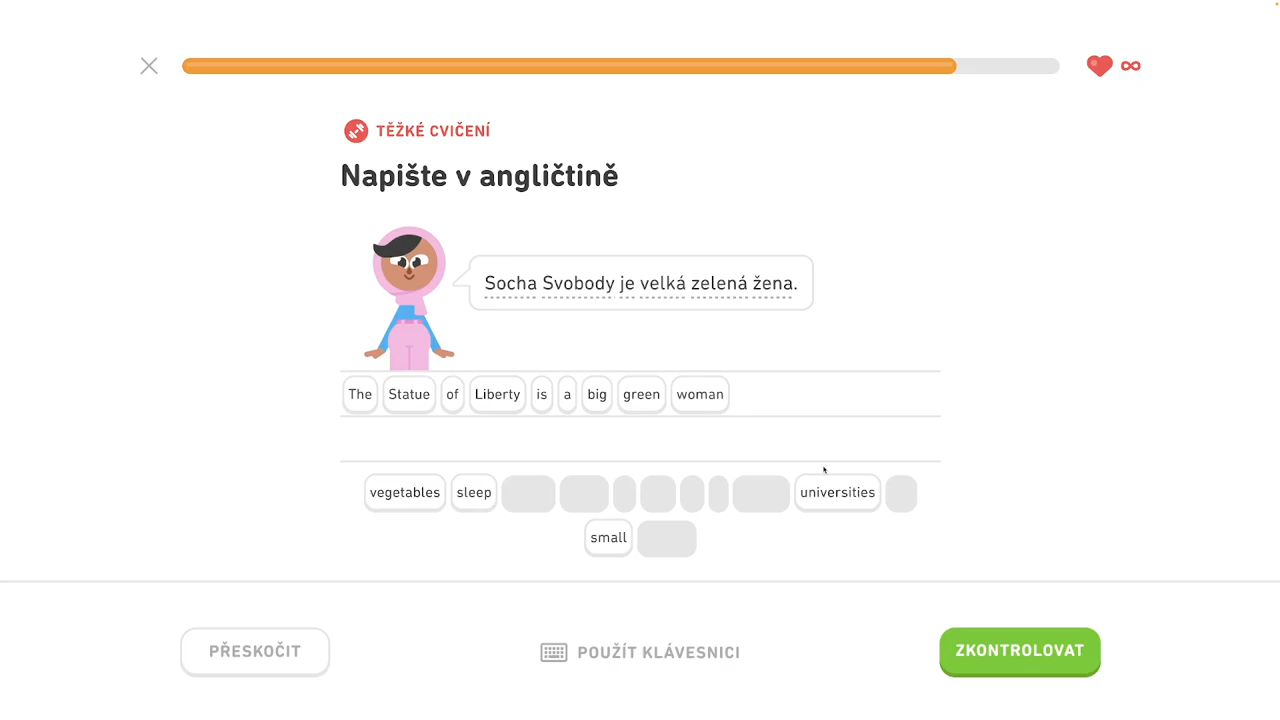 ∞
TĚŽKÉ CVIČENÍ
Napište v angličtině
Socha Svobody je velká zelená žena.
The Statue of Liberty is a big green woman
vegetables sleep universities
small
PŘESKOČIT POUŽÍT KLÁVESNICI ZKONTROLOVAT